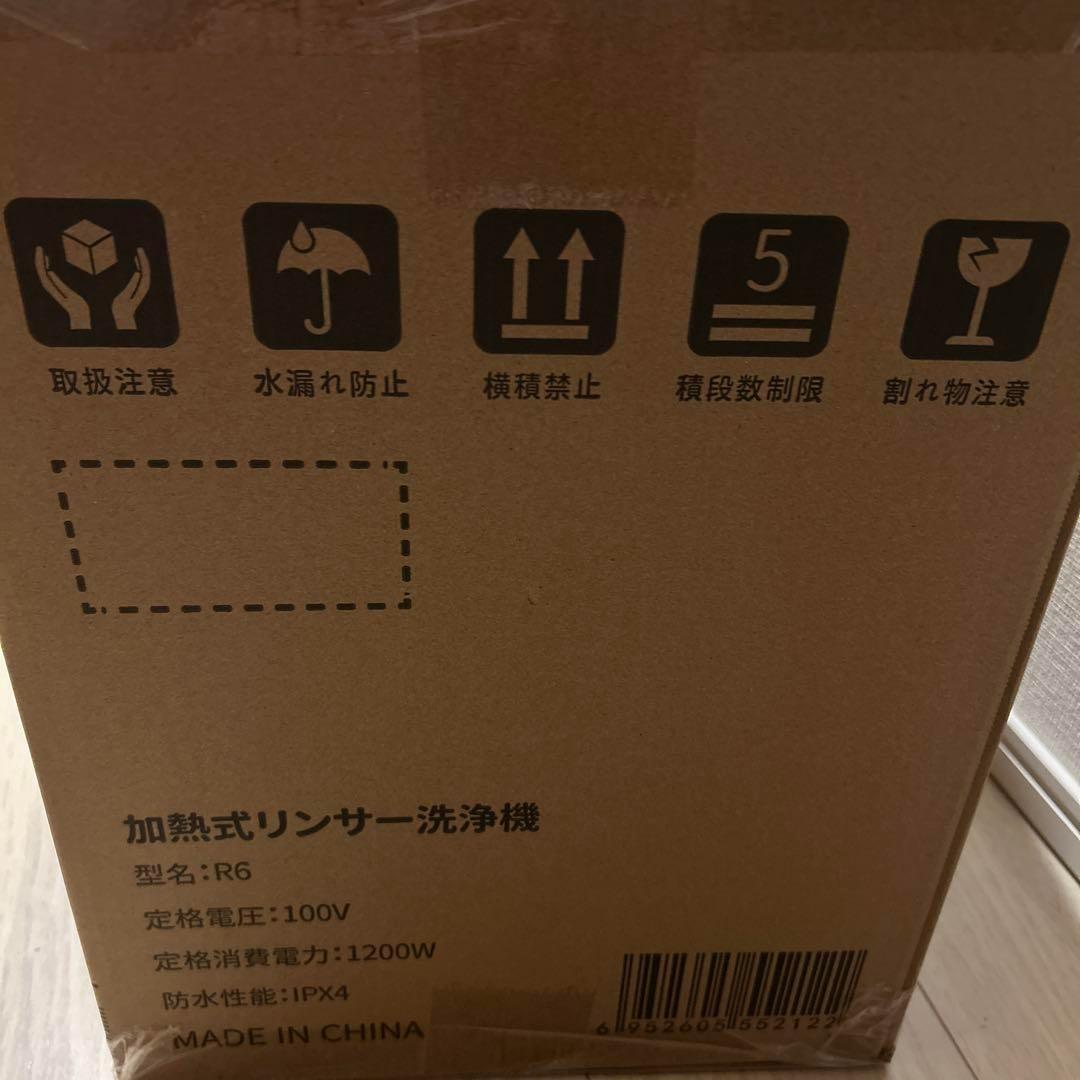 5
取扱注意 水漏れ防止 横積禁止 積段数制限 割れ物注意
加熱式リンサー洗浄機
型名:R6
定格電圧:100V
定格消費電力:1200W
防水性能:IPX4
MADE IN CHINA
6 952605 552122